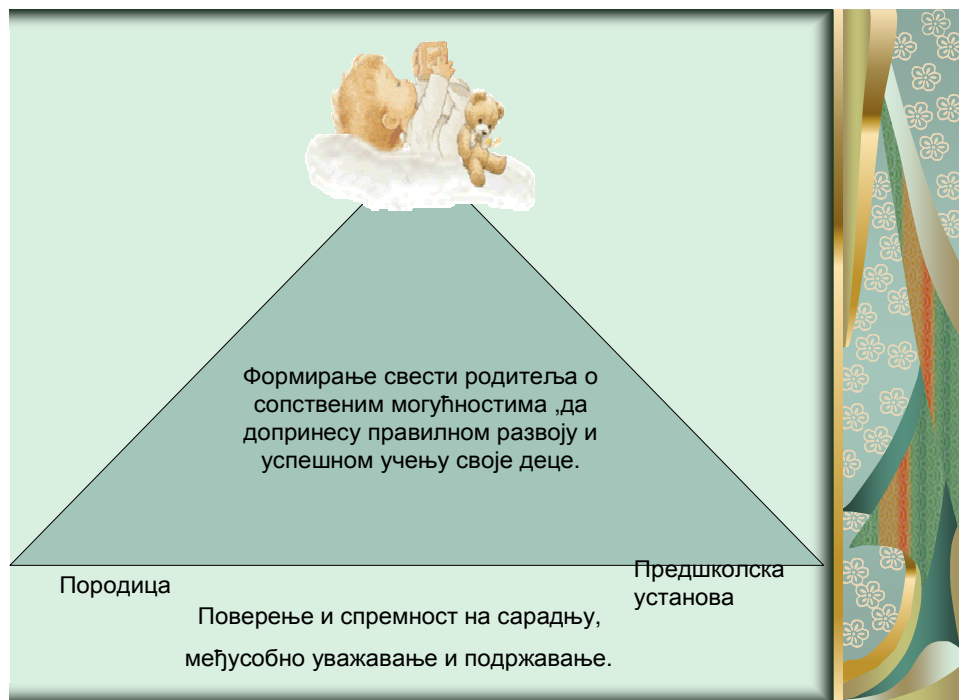 Формирање свести родитеља о
сопственим могућностима ,да
допринесу правилном развоју и
успешном учењу своје деце.
Породица
Предшколска
установа
Поверење и спремност на сарадњу,
међусобно уважавање и подржавање.